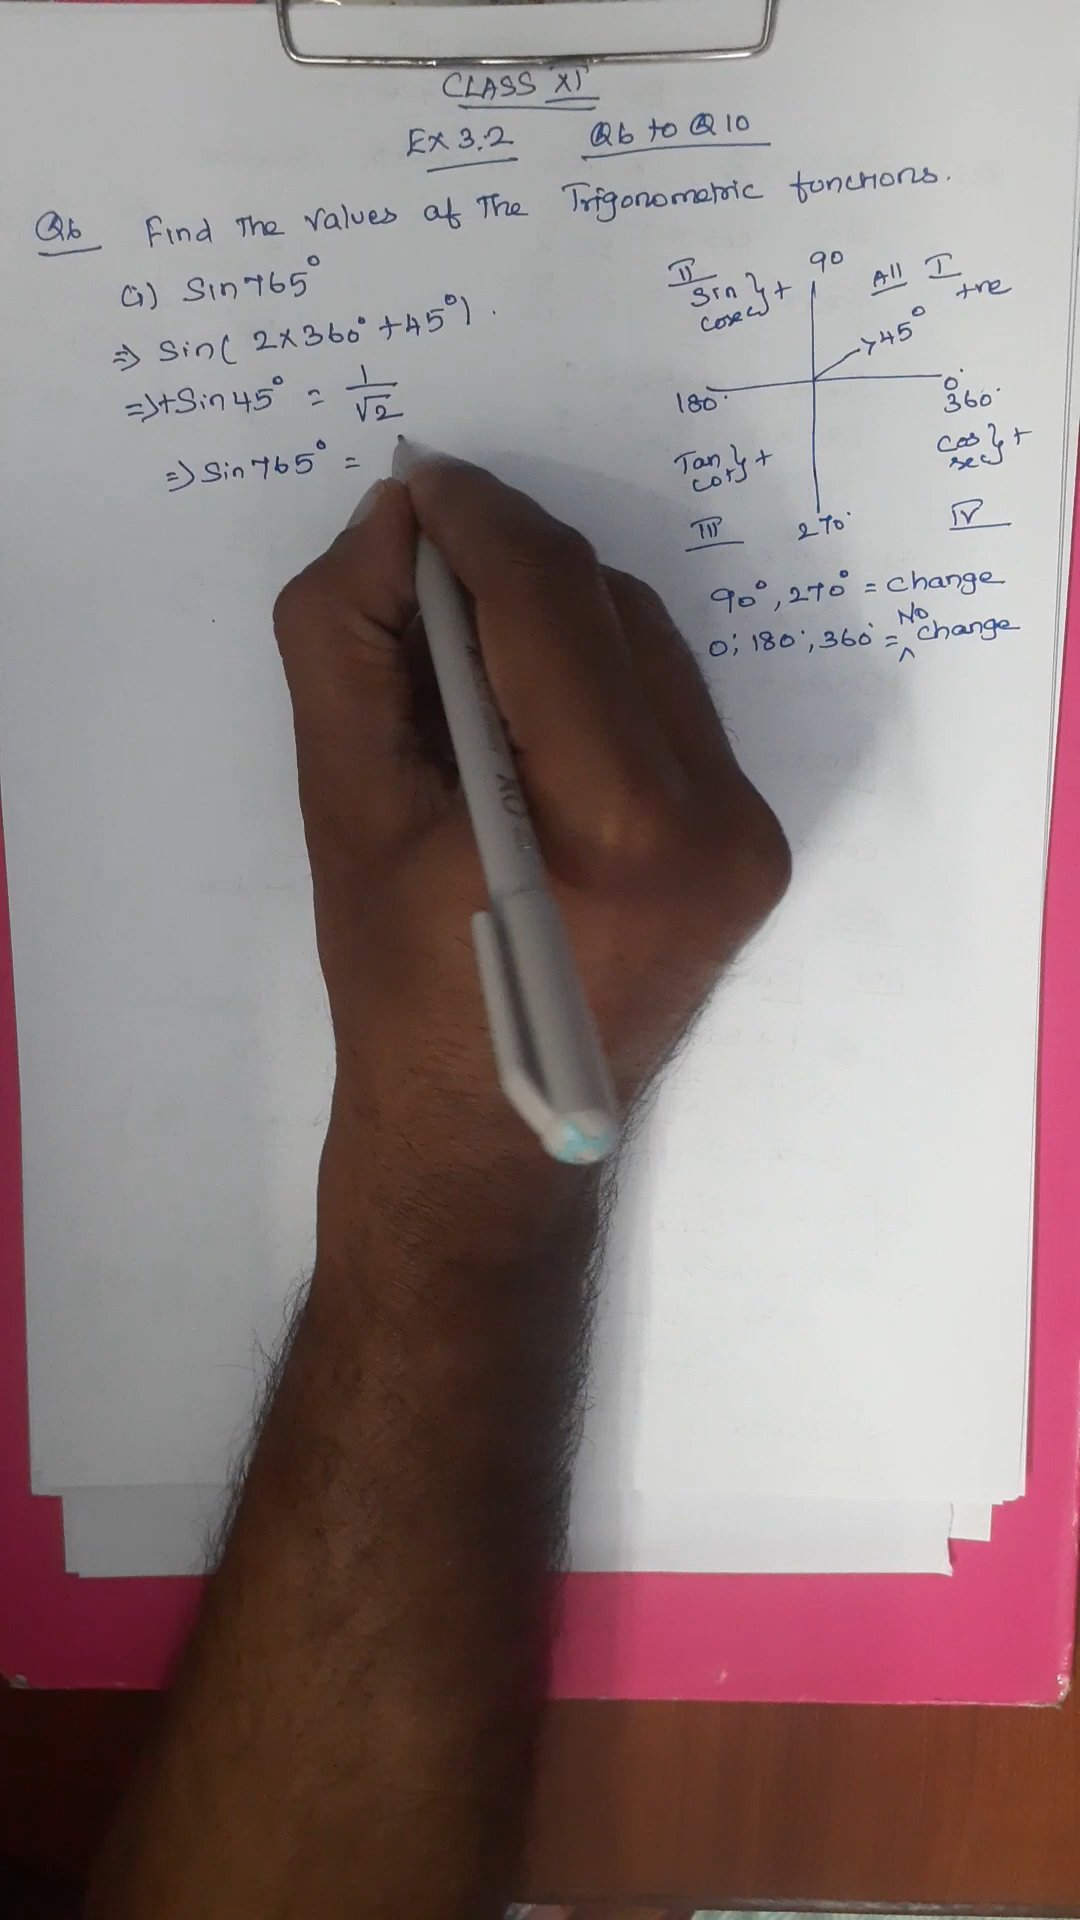 CLASS 'XI'
EX 3.2 Q6 to Q10
Q6 Find The values of The Trigonometric functions.
(i) Sin 765°
⇒ Sin( 2×360° +45°).
⇒ +Sin 45° = 1/√2
⇒ Sin 765° =
90
II
Sin } +
cosec
All I
+ve
45°
180°
0°
360°
Tan } +
cot
cos } +
sec
III
270°
IV
90°, 270° = change
0°, 180°, 360° = No change